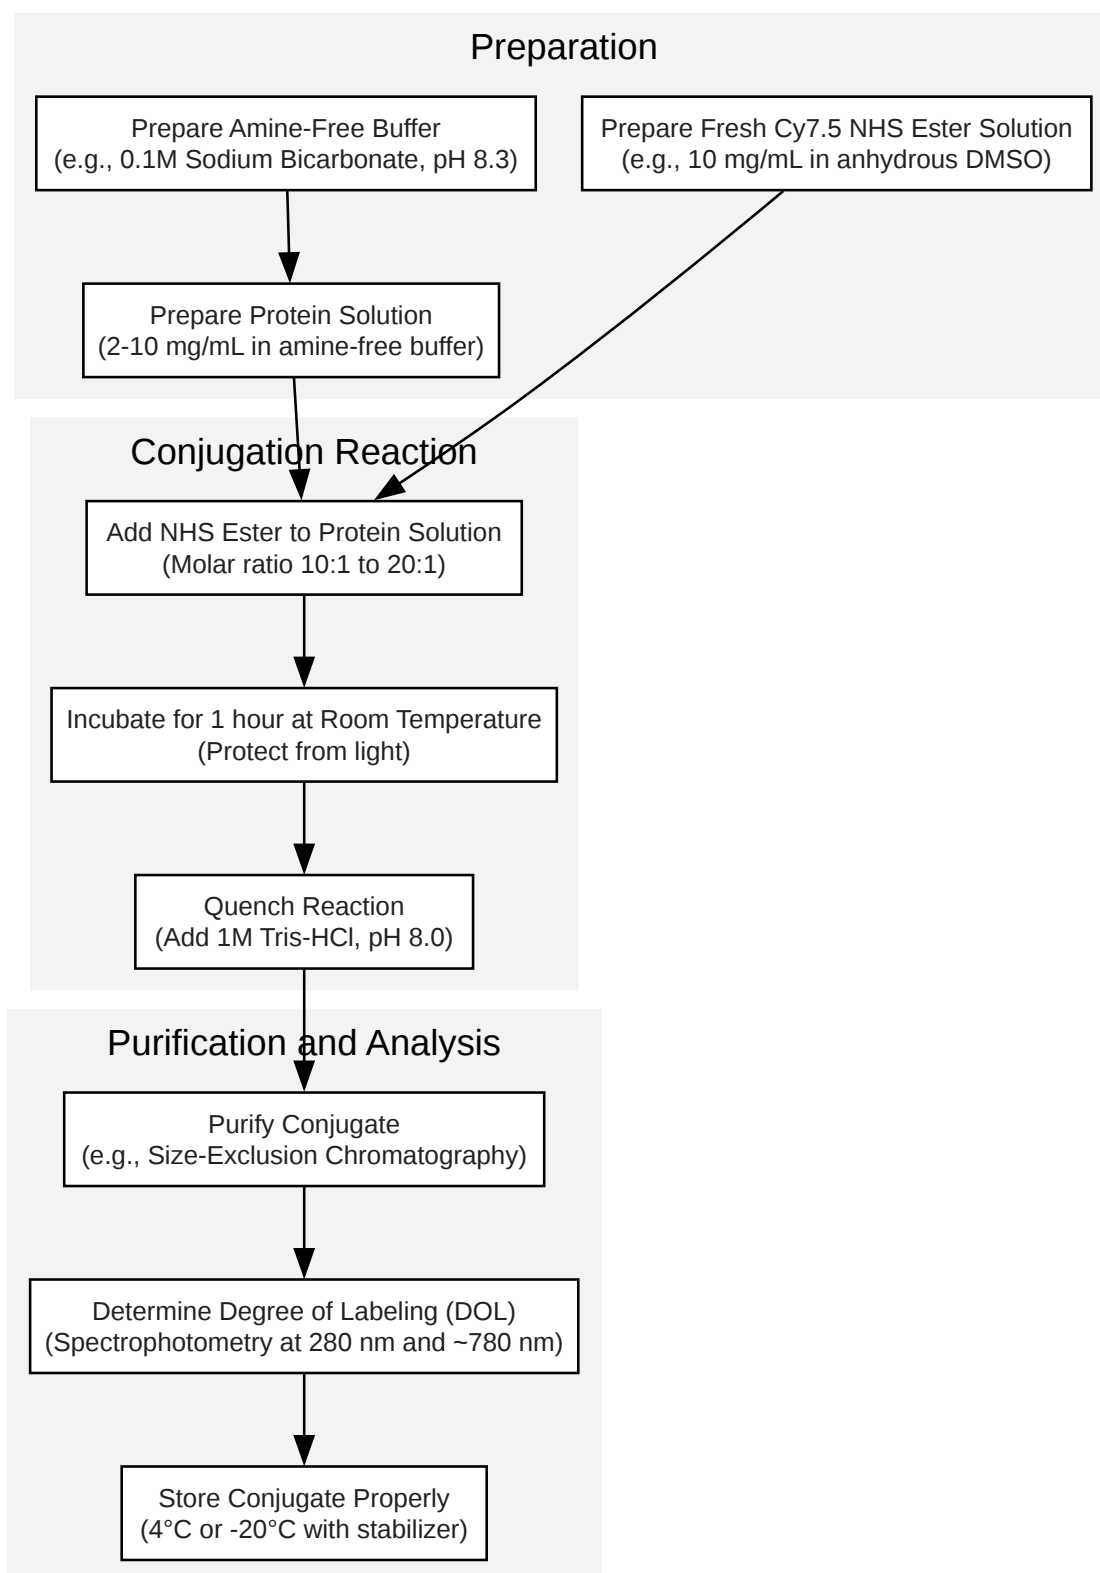 Preparation
Prepare Amine-Free Buffer
(e.g., 0.1M Sodium Bicarbonate, pH 8.3)
Prepare Fresh Cy7.5 NHS Ester Solution
(e.g., 10 mg/mL in anhydrous DMSO)
Prepare Protein Solution
(2-10 mg/mL in amine-free buffer)
Conjugation Reaction
Add NHS Ester to Protein Solution
(Molar ratio 10:1 to 20:1)
Incubate for 1 hour at Room Temperature
(Protect from light)
Quench Reaction
(Add 1M Tris-HCl, pH 8.0)
Purification and Analysis
Purify Conjugate
(e.g., Size-Exclusion Chromatography)
Determine Degree of Labeling (DOL)
(Spectrophotometry at 280 nm and ~780 nm)
Store Conjugate Properly
(4°C or -20°C with stabilizer)